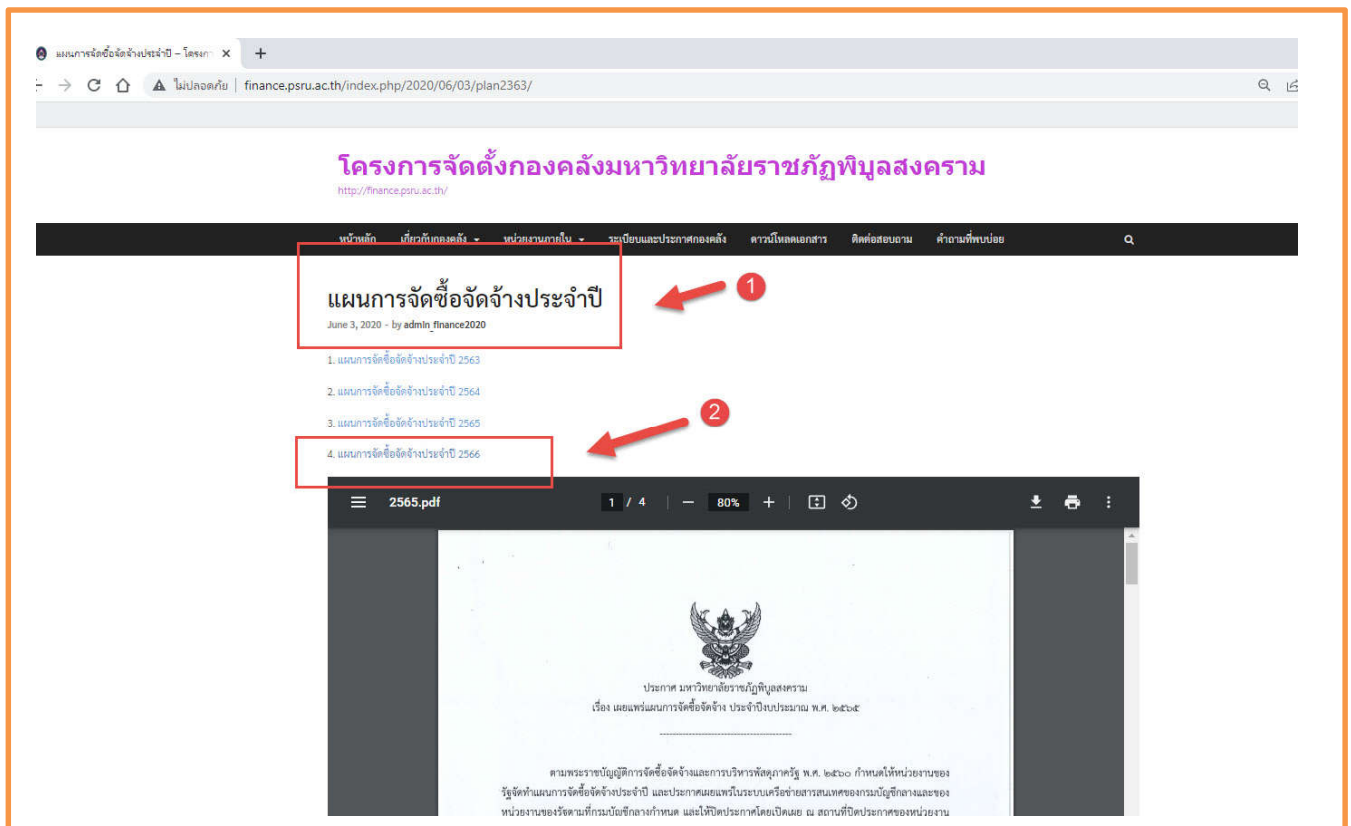 แผนการจัดซื้อจัดจ้างประจำปี – โครงกา
ไม่ปลอดภัย finance.psru.ac.th/index.php/2020/06/03/plan2363/
โครงการจัดตั้งกองคลังมหาวิทยาลัยราชภัฏพิบูลสงคราม
http://finance.psru.ac.th/
หน้าหลัก เกี่ยวกับกองคลัง หน่วยงานภายใน ระเบียบและประกาศกองคลัง ดาวน์โหลดเอกสาร ติดต่อสอบถาม คำถามที่พบบ่อย
แผนการจัดซื้อจัดจ้างประจำปี
1
June 3, 2020 - by admin_finance2020
1. แผนการจัดซื้อจัดจ้างประจำปี 2563
2. แผนการจัดซื้อจัดจ้างประจำปี 2564
2
3. แผนการจัดซื้อจัดจ้างประจำปี 2565
4. แผนการจัดซื้อจัดจ้างประจำปี 2566
2565.pdf 1 / 4 80%
ประกาศ มหาวิทยาลัยราชภัฏพิบูลสงคราม
เรื่อง เผยแพร่แผนการจัดซื้อจัดจ้าง ประจำปีงบประมาณ พ.ศ. ๒๕๖๕
ตามพระราชบัญญัติการจัดซื้อจัดจ้างและการบริหารพัสดุภาครัฐ พ.ศ. ๒๕๖๐ กำหนดให้หน่วยงานของ
รัฐจัดทำแผนการจัดซื้อจัดจ้างประจำปี และประกาศเผยแพร่ในระบบเครือข่ายสารสนเทศของกรมบัญชีกลางและของ
หน่วยงานของรัฐตามที่กรมบัญชีกลางกำหนด และให้ปิดประกาศโดยเปิดเผย ณ สถานที่ปิดประกาศของหน่วยงาน